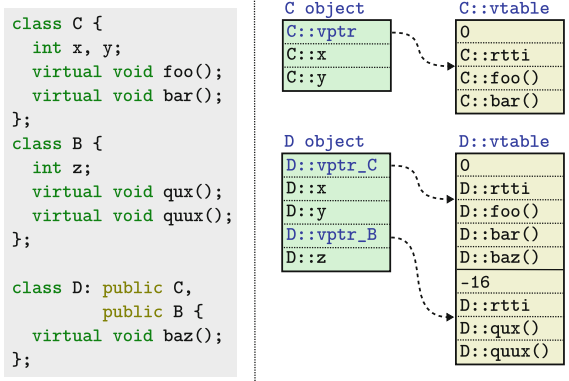 class C {
  int x, y;
  virtual void foo();
  virtual void bar();
};
class B {
  int z;
  virtual void qux();
  virtual void quux();
};
class D: public C,
         public B {
  virtual void baz();
};
C object
C::vptr
C::x
C::y
C::vtable
0
C::rtti
C::foo()
C::bar()
D object
D::vptr_C
D::x
D::y
D::vptr_B
D::z
D::vtable
0
D::rtti
D::foo()
D::bar()
D::baz()
-16
D::rtti
D::qux()
D::quux()